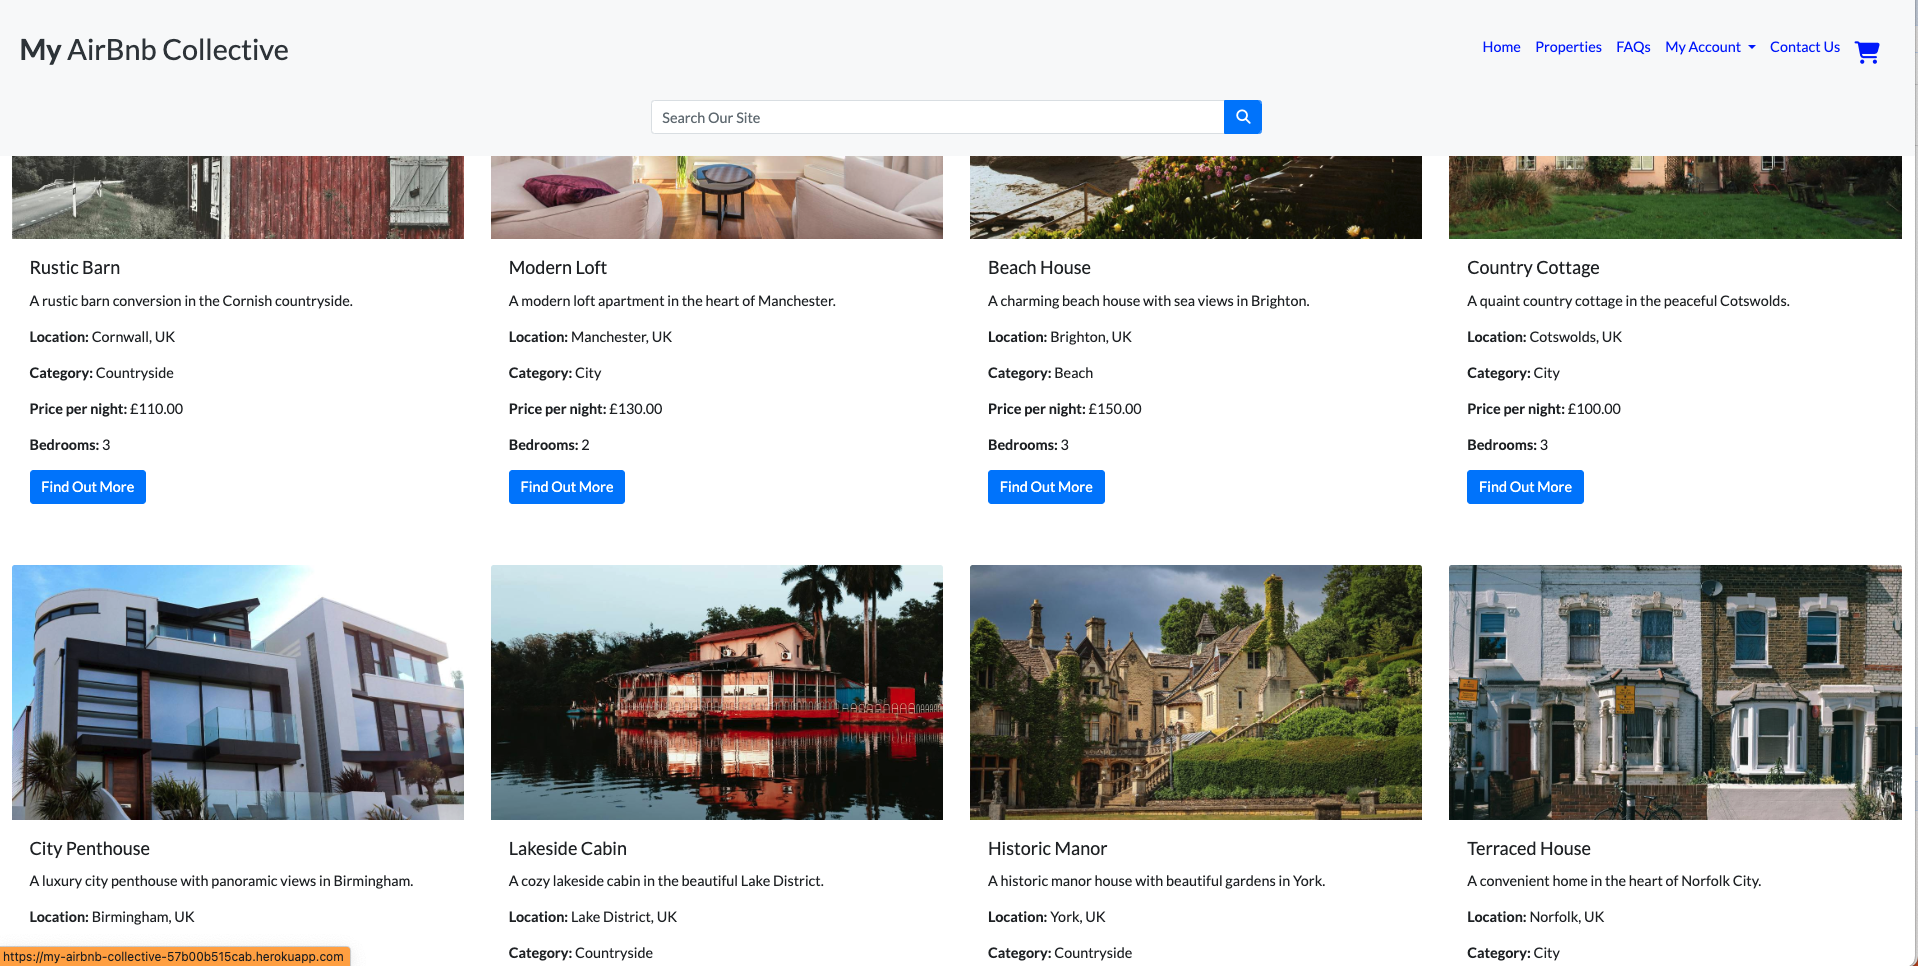 My AirBnb Collective
Home Properties FAQs My Account Contact Us
Search Our Site
Rustic Barn
A rustic barn conversion in the Cornish countryside.
Location: Cornwall, UK
Category: Countryside
Price per night: £110.00
Bedrooms: 3
Find Out More
Modern Loft
A modern loft apartment in the heart of Manchester.
Location: Manchester, UK
Category: City
Price per night: £130.00
Bedrooms: 2
Find Out More
Beach House
A charming beach house with sea views in Brighton.
Location: Brighton, UK
Category: Beach
Price per night: £150.00
Bedrooms: 3
Find Out More
Country Cottage
A quaint country cottage in the peaceful Cotswolds.
Location: Cotswolds, UK
Category: City
Price per night: £100.00
Bedrooms: 3
Find Out More
City Penthouse
A luxury city penthouse with panoramic views in Birmingham.
Location: Birmingham, UK
Lakeside Cabin
A cozy lakeside cabin in the beautiful Lake District.
Location: Lake District, UK
Category: Countryside
Historic Manor
A historic manor house with beautiful gardens in York.
Location: York, UK
Category: Countryside
Terraced House
A convenient home in the heart of Norfolk City.
Location: Norfolk, UK
Category: City
https://my-airbnb-collective-57b00b515cab.herokuapp.com